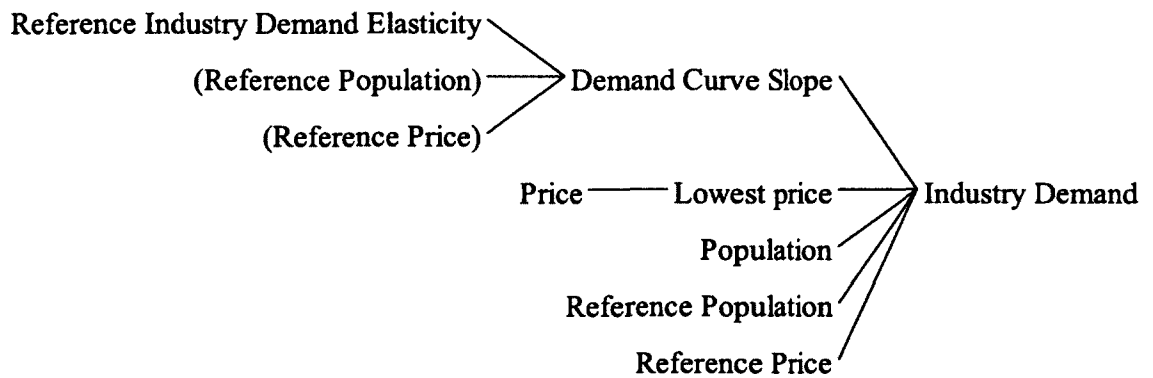 Reference Industry Demand Elasticity
(Reference Population) Demand Curve Slope
(Reference Price)
Price Lowest price Industry Demand
Population
Reference Population
Reference Price